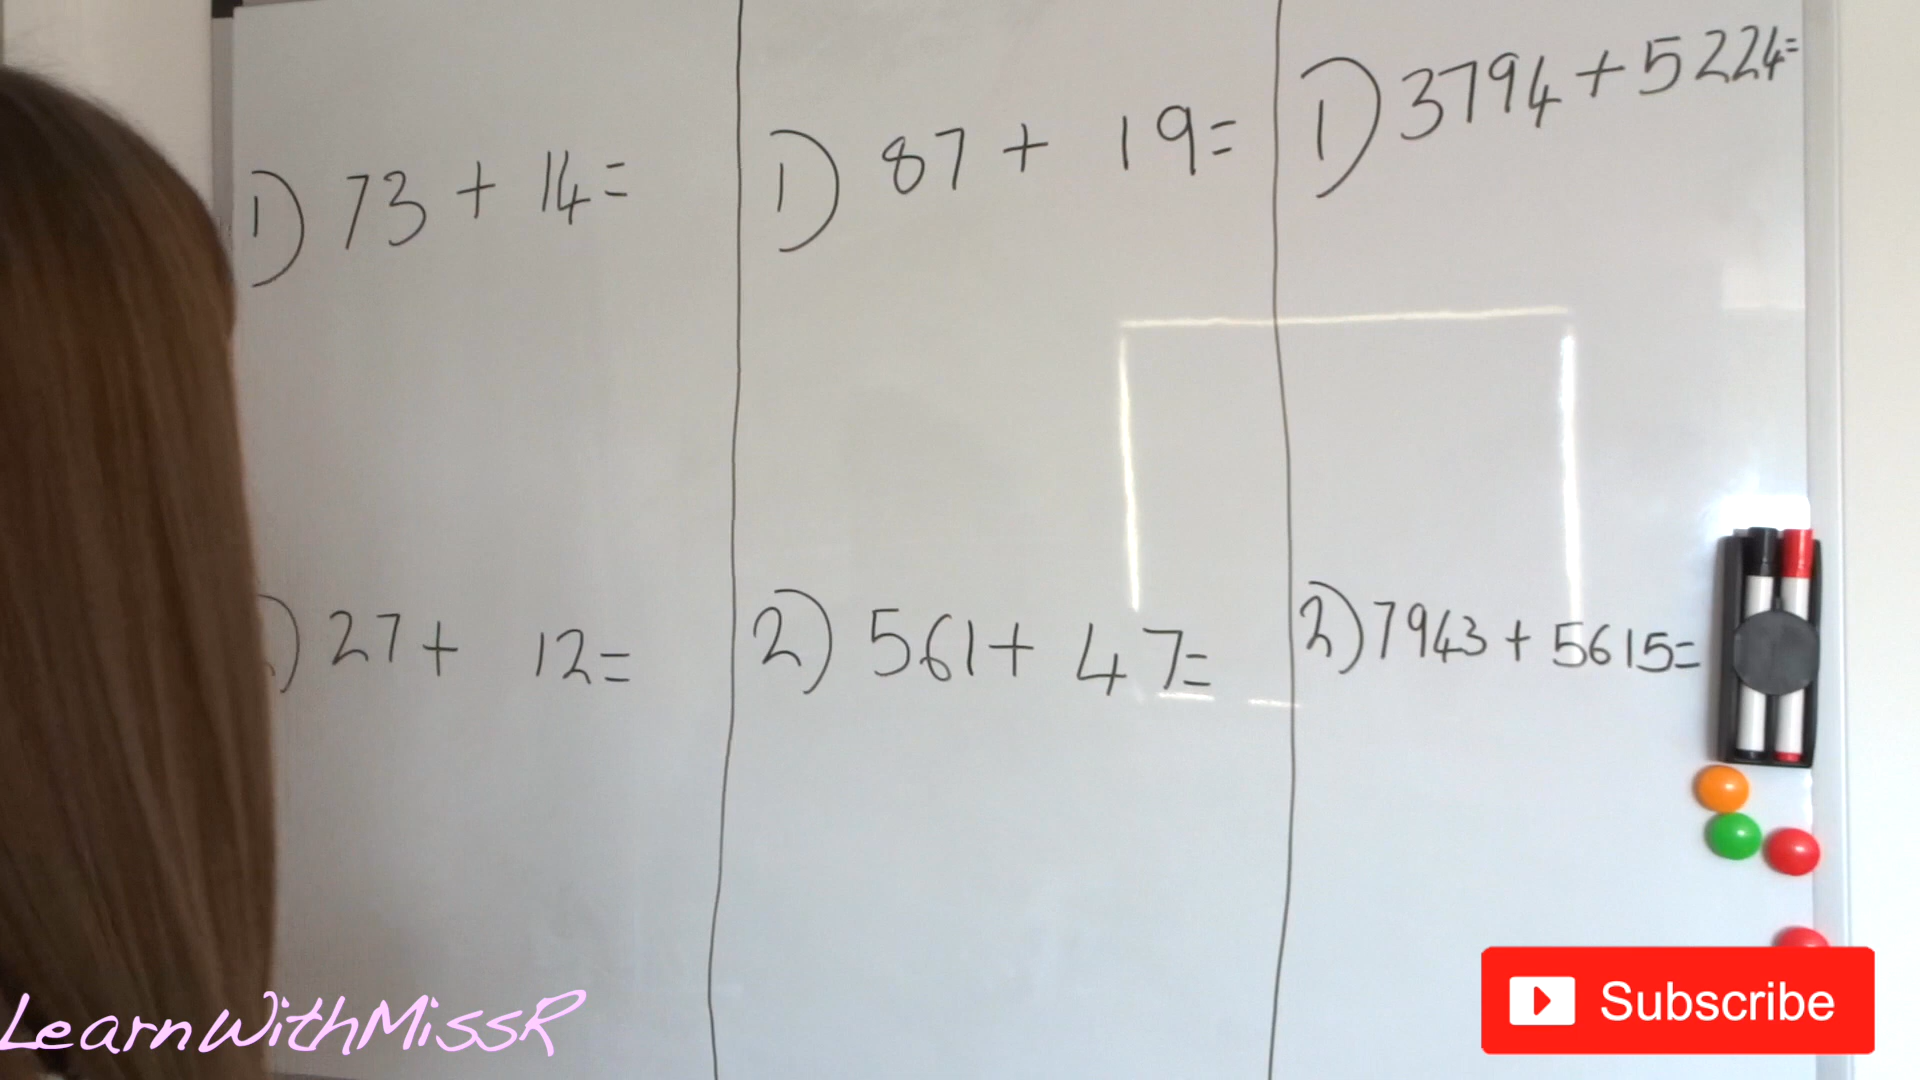 1) 73 + 14=
2) 27+ 12=
1) 87 + 19=
2) 561+ 47=
1) 3794+5224=
2) 7943+5615=
LearnWithMissR
Subscribe